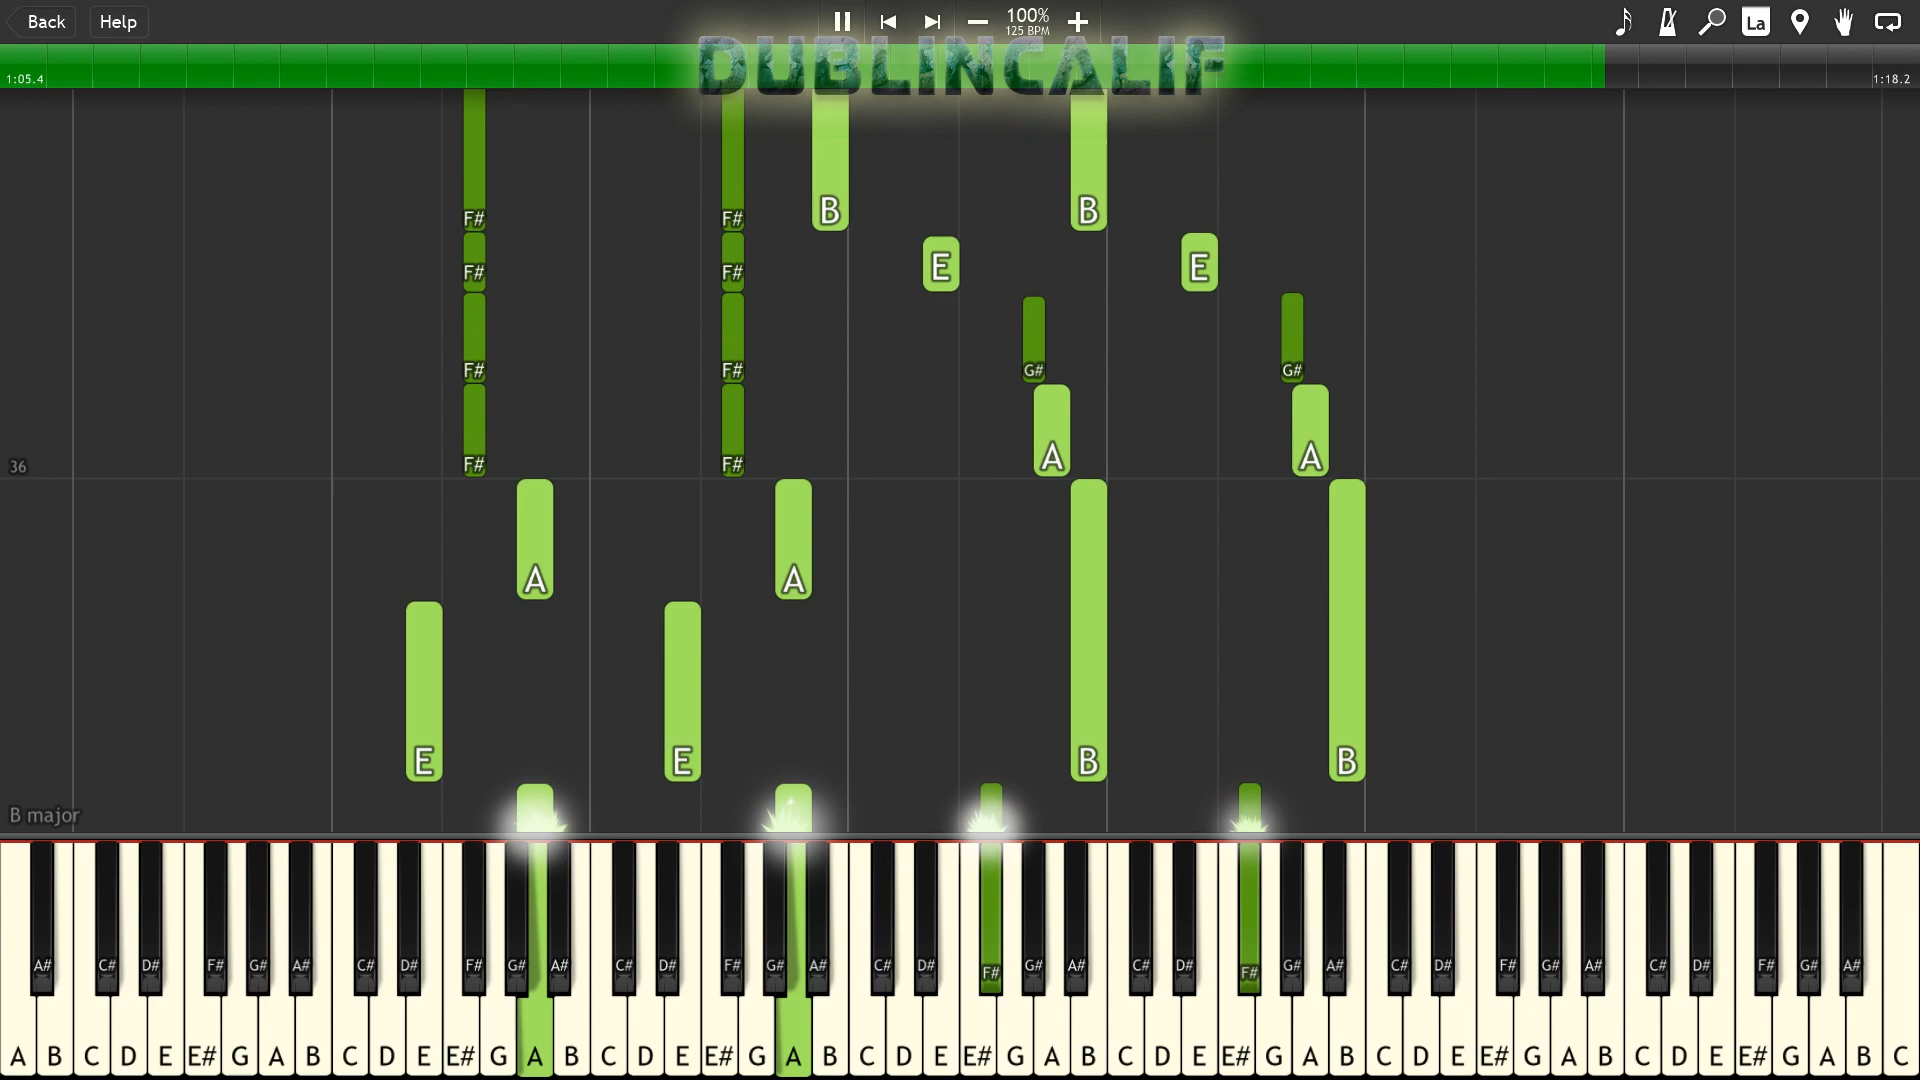 Back Help 100% 125 BPM La
DUBLINCALIF
1:05.4 1:18.2
F# F# B B
F# F# E E
F# F# G# G#
36 F# F# A A
A A
E E B B
B major
A# C# D# F# G# A# C# D# F# G# A# C# D# F# G# A# C# D# F# G# A# C# D# F# G# A# C# D# F# G# A# C# D# F# G# A#
A B C D E E# G A B C D E E# G A B C D E E# G A B C D E E# G A B C D E E# G A B C D E E# G A B C D E E# G A B C